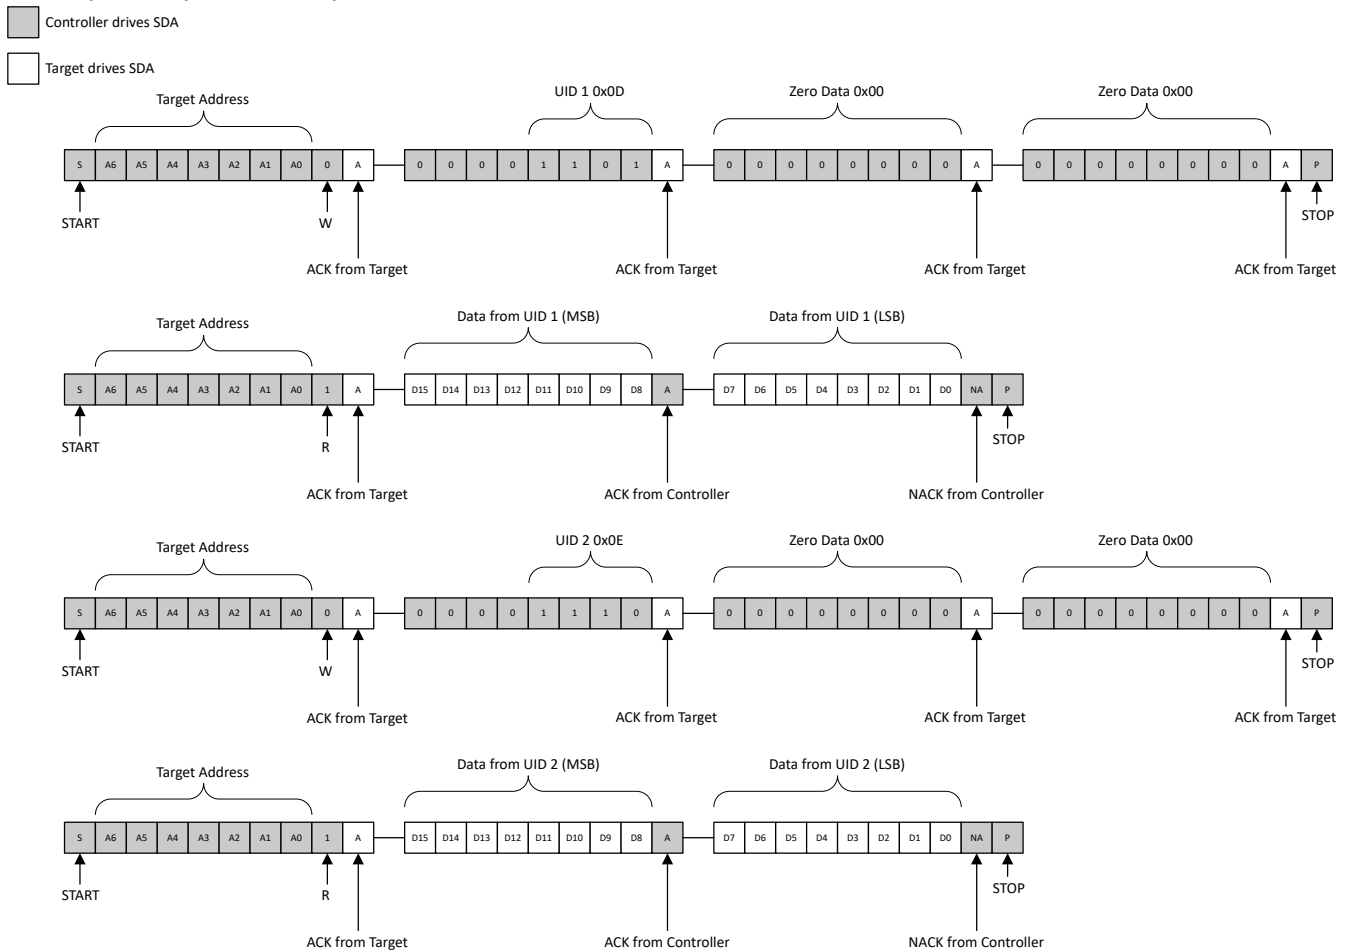 Controller drives SDA
Target drives SDA
Target Address UID 1 0x0D Zero Data 0x00 Zero Data 0x00
S A6 A5 A4 A3 A2 A1 A0 0 A 0 0 0 0 1 1 0 1 A 0 0 0 0 0 0 0 0 A 0 0 0 0 0 0 0 0 A P
START W STOP
ACK from Target ACK from Target ACK from Target ACK from Target
Target Address Data from UID 1 (MSB) Data from UID 1 (LSB)
S A6 A5 A4 A3 A2 A1 A0 1 A D15 D14 D13 D12 D11 D10 D9 D8 A D7 D6 D5 D4 D3 D2 D1 D0 NA P
START R STOP
ACK from Target ACK from Controller NACK from Controller
Target Address UID 2 0x0E Zero Data 0x00 Zero Data 0x00
S A6 A5 A4 A3 A2 A1 A0 0 A 0 0 0 0 1 1 1 0 A 0 0 0 0 0 0 0 0 A 0 0 0 0 0 0 0 0 A P
START W STOP
ACK from Target ACK from Target ACK from Target ACK from Target
Target Address Data from UID 2 (MSB) Data from UID 2 (LSB)
S A6 A5 A4 A3 A2 A1 A0 1 A D15 D14 D13 D12 D11 D10 D9 D8 A D7 D6 D5 D4 D3 D2 D1 D0 NA P
START R STOP
ACK from Target ACK from Controller NACK from Controller